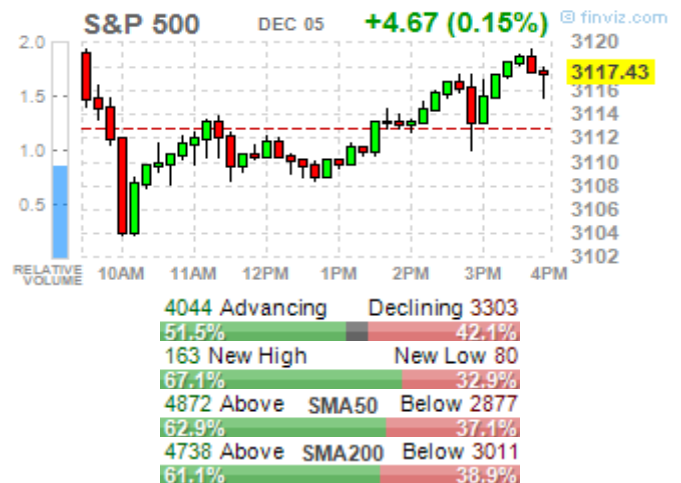 S&P 500 DEC 05 +4.67 (0.15%) @ finviz.com
2.0 3120
3117.43
3116
1.5 3114
3112
1.0 3110
3108
0.5 3106
3104
3102
RELATIVE VOLUME 10AM 11AM 12PM 1PM 2PM 3PM 4PM
4044 Advancing Declining 3303
51.5% 42.1%
163 New High New Low 80
67.1% 32.9%
4872 Above SMA50 Below 2877
62.9% 37.1%
4738 Above SMA200 Below 3011
61.1% 38.9%